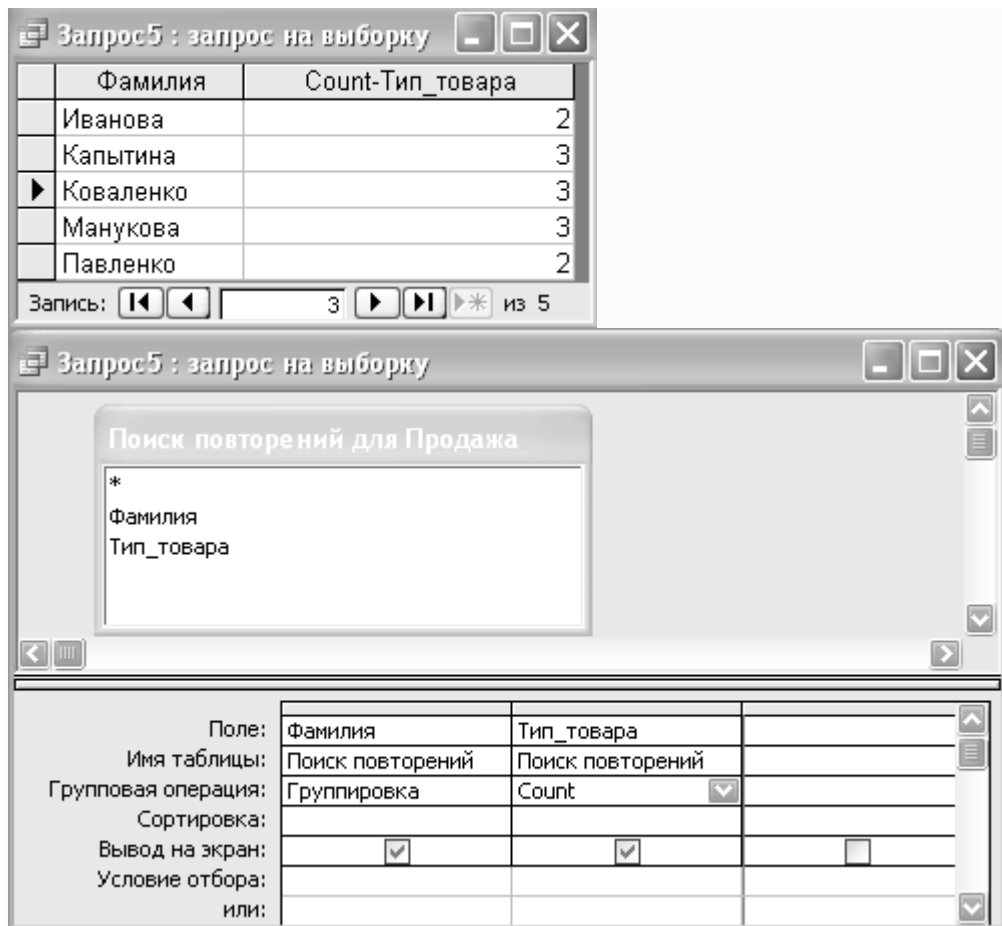 Запрос5 : запрос на выборку
Фамилия Count-Тип_товара
Иванова 2
Капытина 3
Коваленко 3
Манукова 3
Павленко 2
Запись: 3 из 5
Запрос5 : запрос на выборку
Поиск повторений для Продажа
*
Фамилия
Тип_товара
Поле: Фамилия Тип_товара
Имя таблицы: Поиск повторений Поиск повторений
Групповая операция: Группировка Count
Сортировка:
Вывод на экран:
Условие отбора:
или: